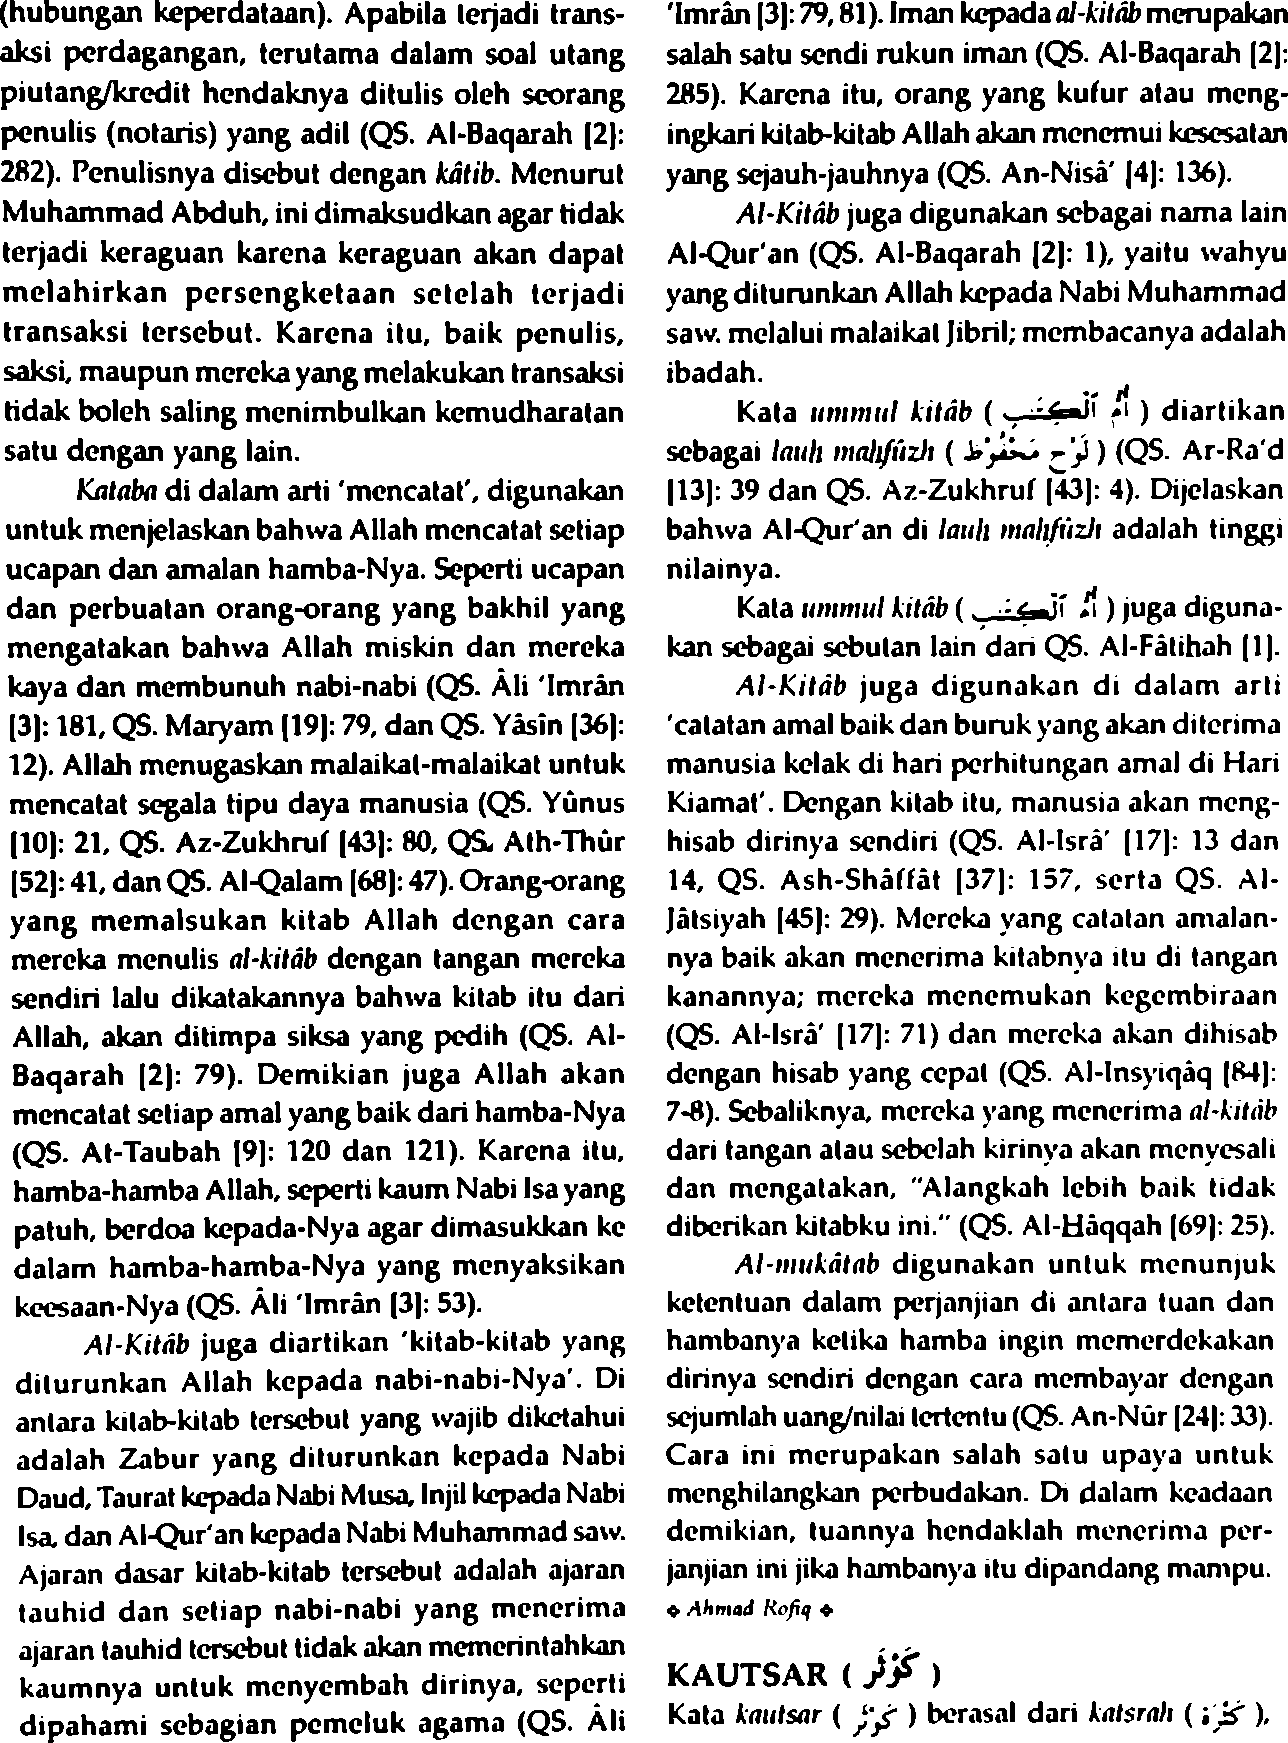 (hubungan keperdataan). Apabila terjadi trans-
aksi perdagangan, terutama dalam soal utang
piutang/kredit hendaknya ditulis oleh seorang
penulis (notaris) yang adil (QS. Al-Baqarah [2]:
282). Penulisnya disebut dengan kâtib. Menurut
Muhammad Abduh, ini dimaksudkan agar tidak
terjadi keraguan karena keraguan akan dapat
melahirkan persengketaan setelah terjadi
transaksi tersebut. Karena itu, baik penulis,
saksi, maupun mereka yang melakukan transaksi
tidak boleh saling menimbulkan kemudharatan
satu dengan yang lain.
Kataba di dalam arti 'mencatat', digunakan
untuk menjelaskan bahwa Allah mencatat setiap
ucapan dan amalan hamba-Nya. Seperti ucapan
dan perbuatan orang-orang yang bakhil yang
mengatakan bahwa Allah miskin dan mereka
kaya dan membunuh nabi-nabi (QS. Âli 'Imrân
[3]: 181, QS. Maryam [19]: 79, dan QS. Yâsîn [36]:
12). Allah menugaskan malaikat-malaikat untuk
mencatat segala tipu daya manusia (QS. Yûnus
[10]: 21, QS. Az-Zukhruf [43]: 80, QS. Ath-Thûr
[52]: 41, dan QS. Al-Qalam [68]: 47). Orang-orang
yang memalsukan kitab Allah dengan cara
mereka menulis al-kitâb dengan tangan mereka
sendiri lalu dikatakannya bahwa kitab itu dari
Allah, akan ditimpa siksa yang pedih (QS. Al-
Baqarah [2]: 79). Demikian juga Allah akan
mencatat setiap amal yang baik dari hamba-Nya
(QS. At-Taubah [9]: 120 dan 121). Karena itu,
hamba-hamba Allah, seperti kaum Nabi Isa yang
patuh, berdoa kepada-Nya agar dimasukkan ke
dalam hamba-hamba-Nya yang menyaksikan
keesaan-Nya (QS. Âli 'Imrân [3]: 53).
Al-Kitâb juga diartikan 'kitab-kitab yang
diturunkan Allah kepada nabi-nabi-Nya'. Di
antara kitab-kitab tersebut yang wajib diketahui
adalah Zabur yang diturunkan kepada Nabi
Daud, Taurat kepada Nabi Musa, Injil kepada Nabi
Isa, dan Al-Qur'an kepada Nabi Muhammad saw.
Ajaran dasar kitab-kitab tersebut adalah ajaran
tauhid dan setiap nabi-nabi yang menerima
ajaran tauhid tersebut tidak akan memerintahkan
kaumnya untuk menyembah dirinya, seperti
dipahami sebagian pemeluk agama (QS. Âli
'Imrân [3]: 79, 81). Iman kepada al-kitâb merupakan
salah satu sendi rukun iman (QS. Al-Baqarah [2]:
285). Karena itu, orang yang kufur atau meng-
ingkari kitab-kitab Allah akan menemui kesesatan
yang sejauh-jauhnya (QS. An-Nisâ' [4]: 136).
Al-Kitâb juga digunakan sebagai nama lain
Al-Qur'an (QS. Al-Baqarah [2]: 1), yaitu wahyu
yang diturunkan Allah kepada Nabi Muhammad
saw. melalui malaikat Jibril; membacanya adalah
ibadah.
Kata ummul kitâb ( أُمُّ الْكِتَٰبِ ) diartikan
sebagai lauh mahfûzh ( لَوْحٍ مَحْفُوظٍ ) (QS. Ar-Ra'd
[13]: 39 dan QS. Az-Zukhruf [43]: 4). Dijelaskan
bahwa Al-Qur'an di lauh mahfûzh adalah tinggi
nilainya.
Kata ummul kitâb ( أُمُّ الْكِتَٰبِ ) juga diguna-
kan sebagai sebutan lain dari QS. Al-Fâtihah [1].
Al-Kitâb juga digunakan di dalam arti
'catatan amal baik dan buruk yang akan diterima
manusia kelak di hari perhitungan amal di Hari
Kiamat'. Dengan kitab itu, manusia akan meng-
hisab dirinya sendiri (QS. Al-Isrâ' [17]: 13 dan
14, QS. Ash-Shâffât [37]: 157, serta QS. Al-
Jâtsiyah [45]: 29). Mereka yang catatan amalan-
nya baik akan menerima kitabnya itu di tangan
kanannya; mereka menemukan kegembiraan
(QS. Al-Isrâ' [17]: 71) dan mereka akan dihisab
dengan hisab yang cepat (QS. Al-Insyiqâq [84]:
7-8). Sebaliknya, mereka yang menerima al-kitâb
dari tangan atau sebelah kirinya akan menyesali
dan mengatakan, "Alangkah lebih baik tidak
diberikan kitabku ini." (QS. Al-Hâqqah [69]: 25).
Al-mukâtab digunakan untuk menunjuk
ketentuan dalam perjanjian di antara tuan dan
hambanya ketika hamba ingin memerdekakan
dirinya sendiri dengan cara membayar dengan
sejumlah uang/nilai tertentu (QS. An-Nûr [24]: 33).
Cara ini merupakan salah satu upaya untuk
menghilangkan perbudakan. Di dalam keadaan
demikian, tuannya hendaklah menerima per-
janjian ini jika hambanya itu dipandang mampu.
❖ Ahmad Rofiq ❖
KAUTSAR ( كَوْثَر )
Kata kautsar ( كَوْثَر ) berasal dari katsrah ( كَثْرَة ),